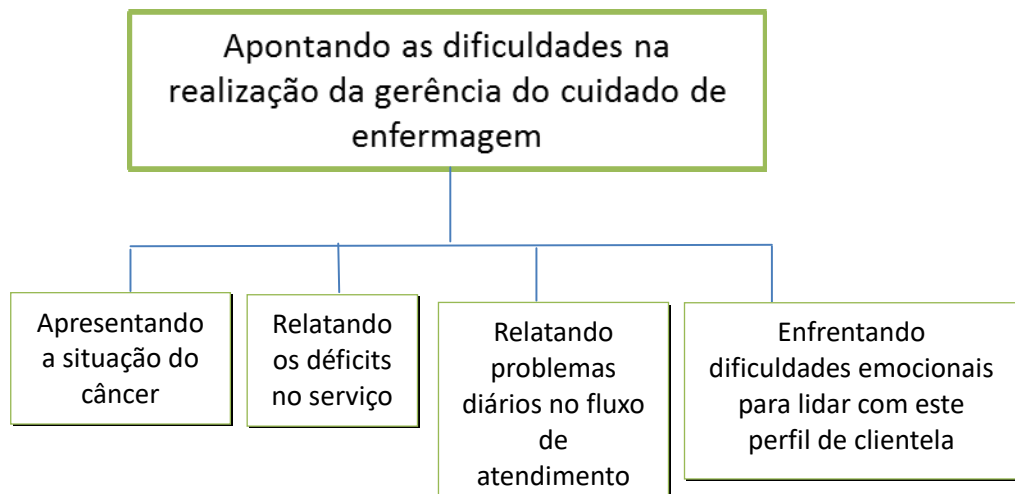 Apontando as dificuldades na
realização da gerência do cuidado de
enfermagem
Apresentando
a situação do
câncer
Relatando
os déficits
no serviço
Relatando
problemas
diários no fluxo
de
atendimento
Enfrentando
dificuldades emocionais
para lidar com este
perfil de clientela